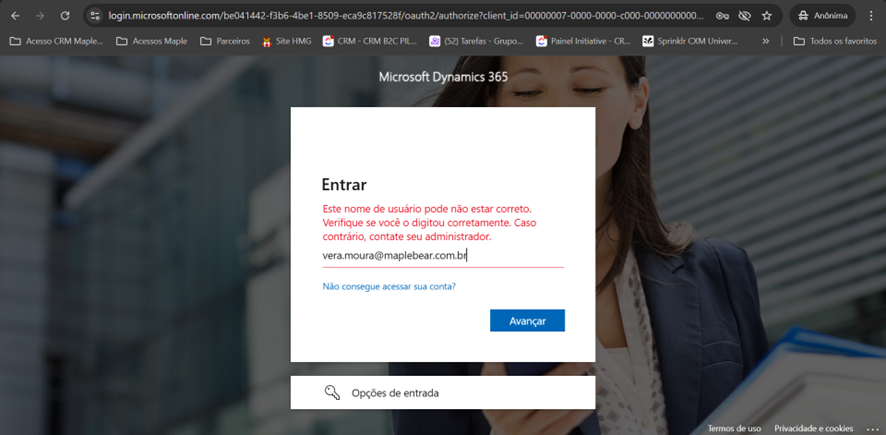 login.microsoftonline.com/be041442-f3b6-4be1-8509-eca9c817528f/oauth2/authorize?client_id=00000007-0000-0000-c000-0000000000... Anônima
Acesso CRM Maple... Acessos Maple Parceiros Site HMG CRM - CRM B2C PIL... (52) Tarefas - Grupo... Painel Initiative - CR... Sprinklr CXM Univer... » Todos os favoritos
Microsoft Dynamics 365
Entrar
Este nome de usuário pode não estar correto.
Verifique se você o digitou corretamente. Caso
contrário, contate seu administrador.
vera.moura@maplebear.com.br
Não consegue acessar sua conta?
Avançar
Opções de entrada
Termos de uso Privacidade e cookies ...